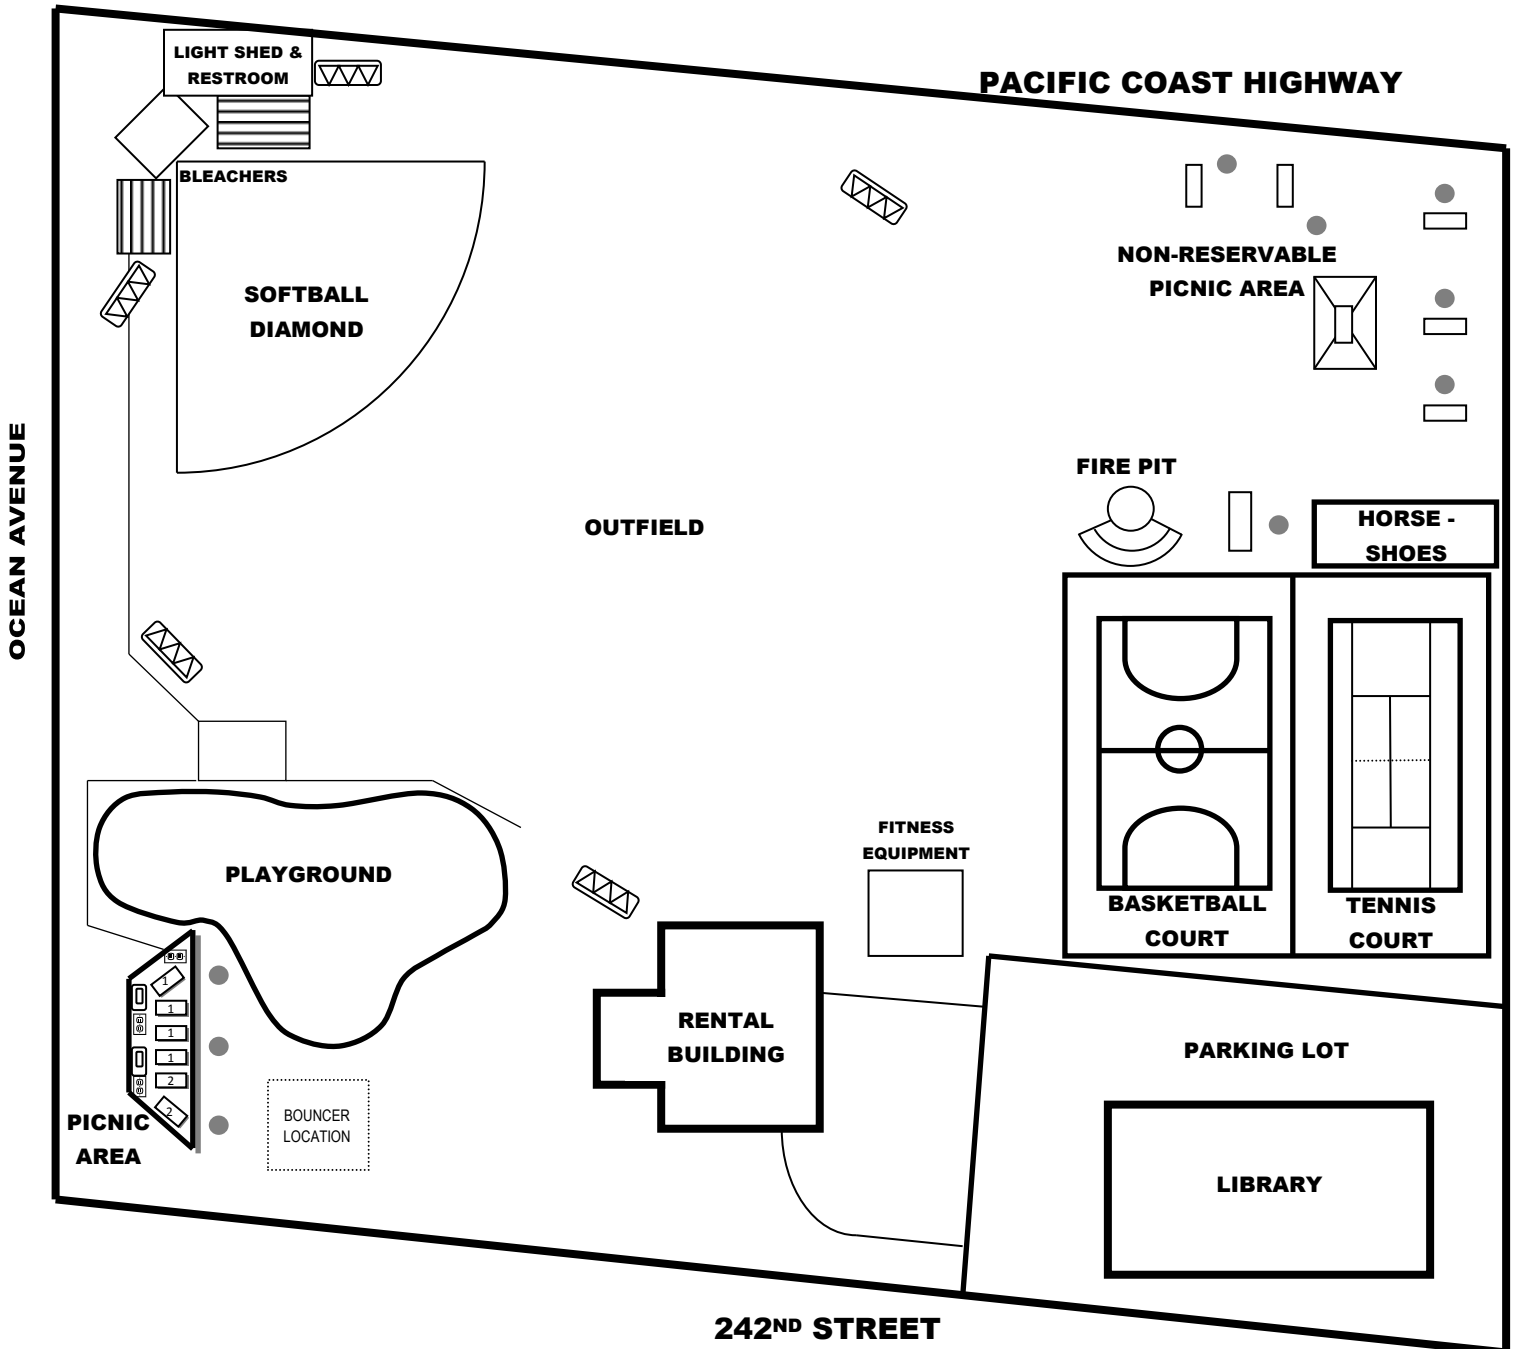 LIGHT SHED &
RESTROOM
PACIFIC COAST HIGHWAY
BLEACHERS
NON-RESERVABLE
PICNIC AREA
SOFTBALL
DIAMOND
OCEAN AVENUE
FIRE PIT
OUTFIELD
HORSE -
SHOES
FITNESS
EQUIPMENT
PLAYGROUND
BASKETBALL
COURT
TENNIS
COURT
1
1
1
1
2
2
RENTAL
BUILDING
PARKING LOT
PICNIC
AREA
BOUNCER
LOCATION
LIBRARY
242ND STREET